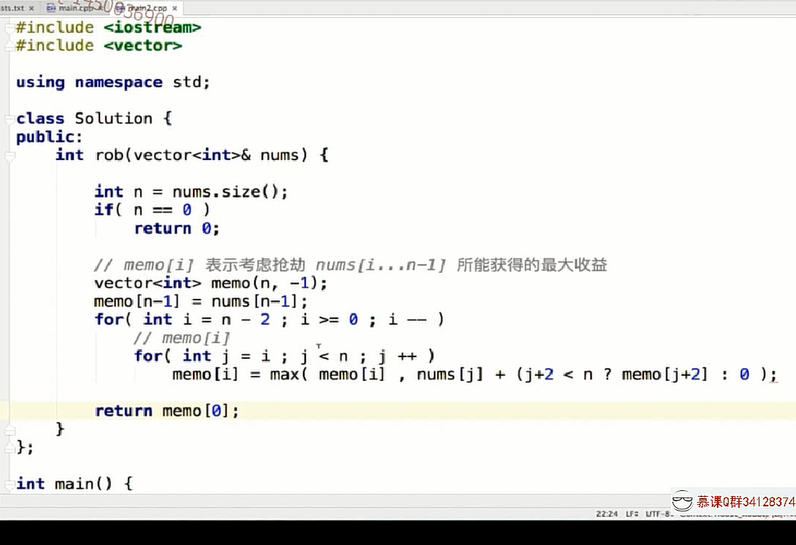 sts.txt main.cpp main2.cpp
#include <iostream>
#include <vector>
using namespace std;
class Solution {
public:
int rob(vector<int>& nums) {
int n = nums.size();
if( n == 0 )
return 0;
// memo[i] 表示考虑抢劫 nums[i...n-1] 所能获得的最大收益
vector<int> memo(n, -1);
memo[n-1] = nums[n-1];
for( int i = n - 2 ; i >= 0 ; i -- )
// memo[i]
for( int j = i ; j < n ; j ++ )
memo[i] = max( memo[i] , nums[j] + (j+2 < n ? memo[j+2] : 0 );
return memo[0];
}
};
int main() {
慕课Q群34128374
22:24 LF: UTF-8